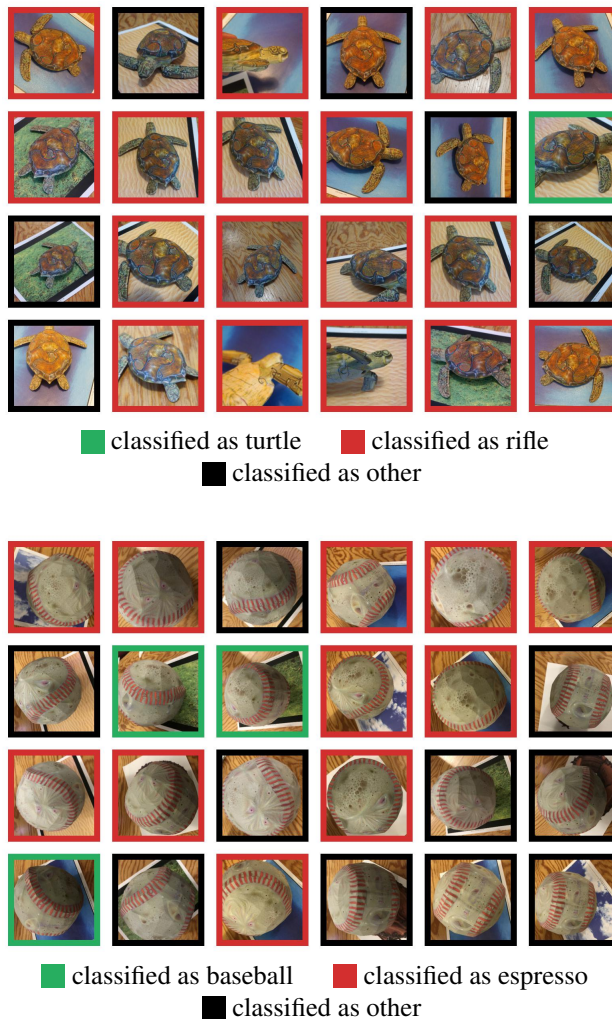 classified as turtle classified as rifle
classified as other
classified as baseball classified as espresso
classified as other